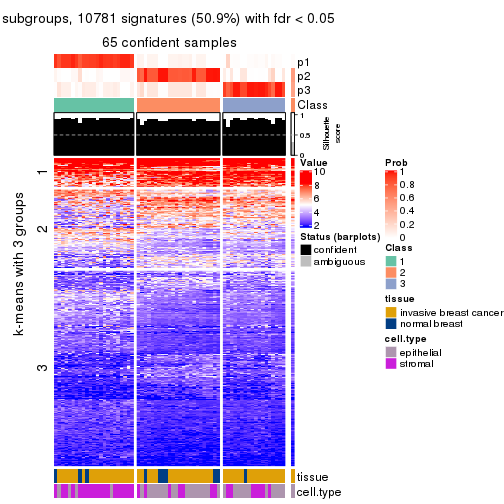 subgroups, 10781 signatures (50.9%) with fdr < 0.05
65 confident samples
p1
p2
p3
Class
1
0.5
0
Silhouette
score
k-means with 3 groups
1
2
3
Value
10
8
6
4
2
Status (barplots)
confident
ambiguous
Prob
1
0.8
0.6
0.4
0.2
0
Class
1
2
3
tissue
invasive breast cancer
normal breast
cell.type
epithelial
stromal
tissue
cell.type